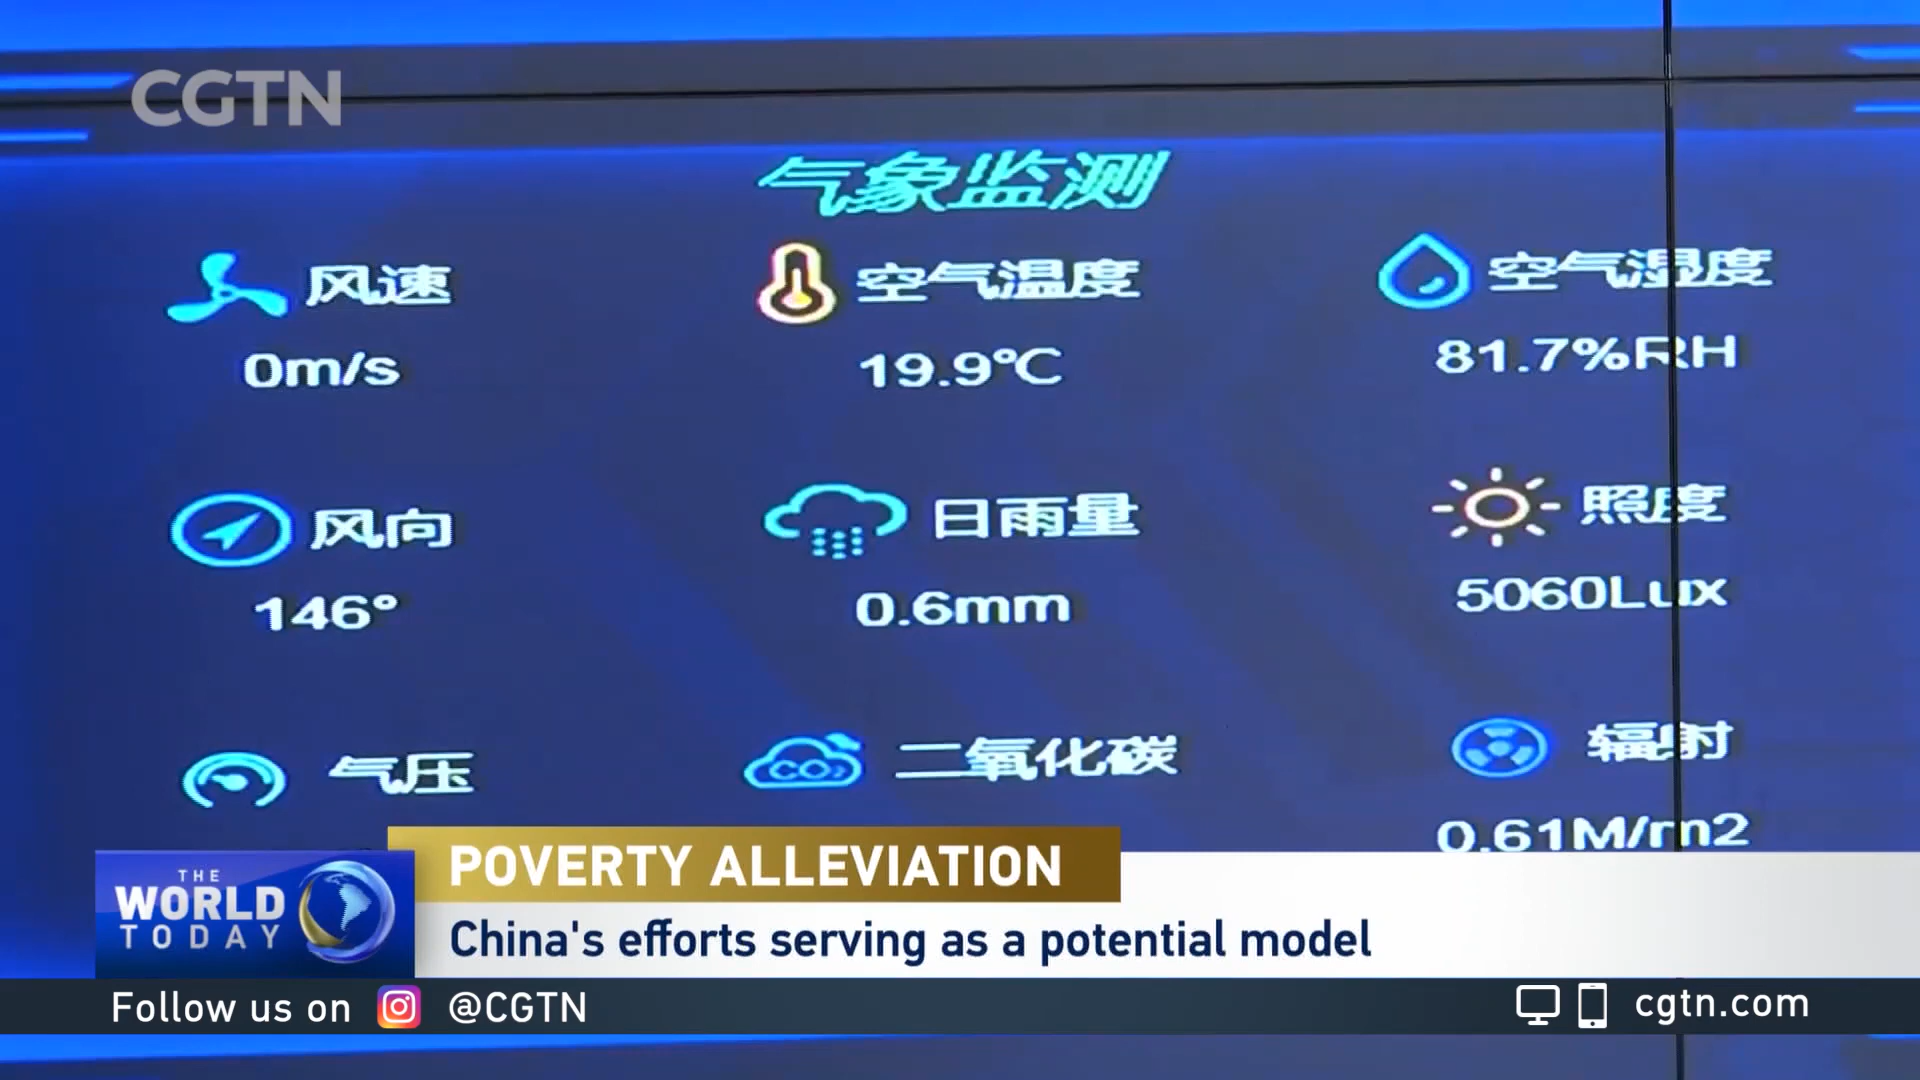 CGTN
气象监测
风速
空气温度
空气湿度
0m/s
19.9℃
81.7%RH
风向
日雨量
照度
146°
0.6mm
5060Lux
气压
CO2
二氧化碳
辐射
0.61M/m2
POVERTY ALLEVIATION
THE
WORLD
TODAY
China's efforts serving as a potential model
Follow us on
@CGTN
cgtn.com